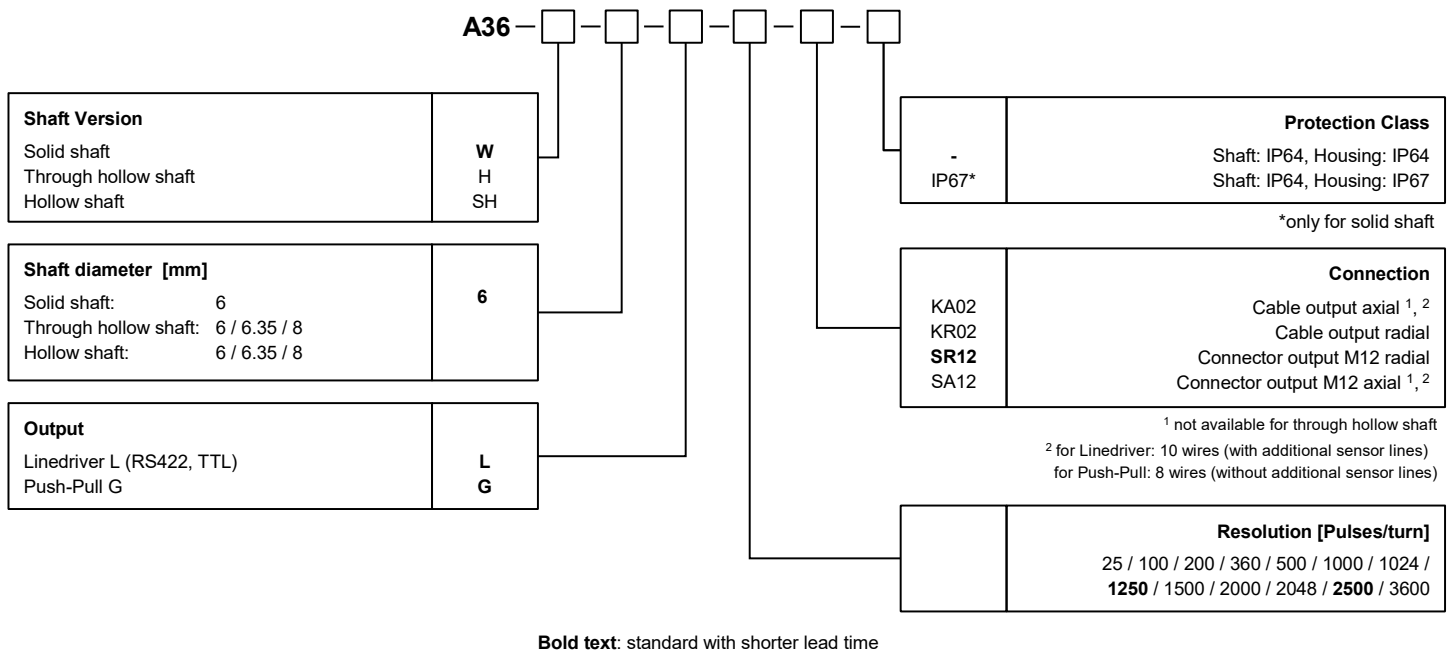 A36 – □ – □ – □ – □ – □ – □
Shaft Version
Solid shaft W
Through hollow shaft H
Hollow shaft SH
Shaft diameter [mm]
Solid shaft: 6 6
Through hollow shaft: 6 / 6.35 / 8
Hollow shaft: 6 / 6.35 / 8
Output
Linedriver L (RS422, TTL) L
Push-Pull G G
Protection Class
- Shaft: IP64, Housing: IP64
IP67* Shaft: IP64, Housing: IP67
*only for solid shaft
Connection
KA02 Cable output axial ¹, ²
KR02 Cable output radial
SR12 Connector output M12 radial
SA12 Connector output M12 axial ¹, ²
¹ not available for through hollow shaft
² for Linedriver: 10 wires (with additional sensor lines)
for Push-Pull: 8 wires (without additional sensor lines)
Resolution [Pulses/turn]
25 / 100 / 200 / 360 / 500 / 1000 / 1024 /
1250 / 1500 / 2000 / 2048 / 2500 / 3600
Bold text: standard with shorter lead time